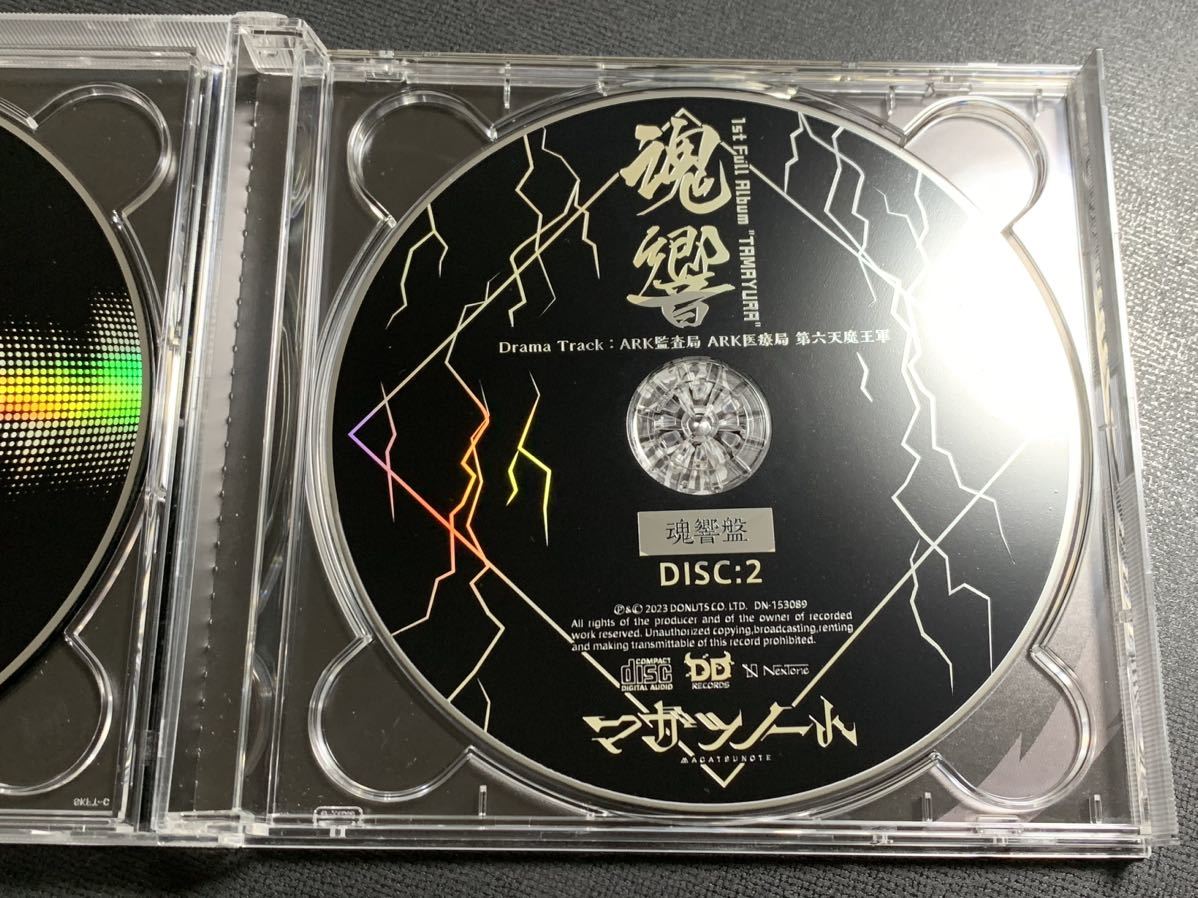 魂響
1st Full Album "TAMAYURA"
Drama Track：ARK監査局 ARK医療局 第六天魔王軍
魂響盤
DISC:2
Ⓟ&Ⓒ 2023 DONUTS CO. LTD. DN-153089
All rights of the producer and of the owner of recorded
work reserved. Unauthorized copying,broadcasting,renting
and making transmittable of this record prohibited.
COMPACT
disc
DIGITAL AUDIO
DD
RECORDS
N NexTone
マガツノート
MAGATSUNOTE